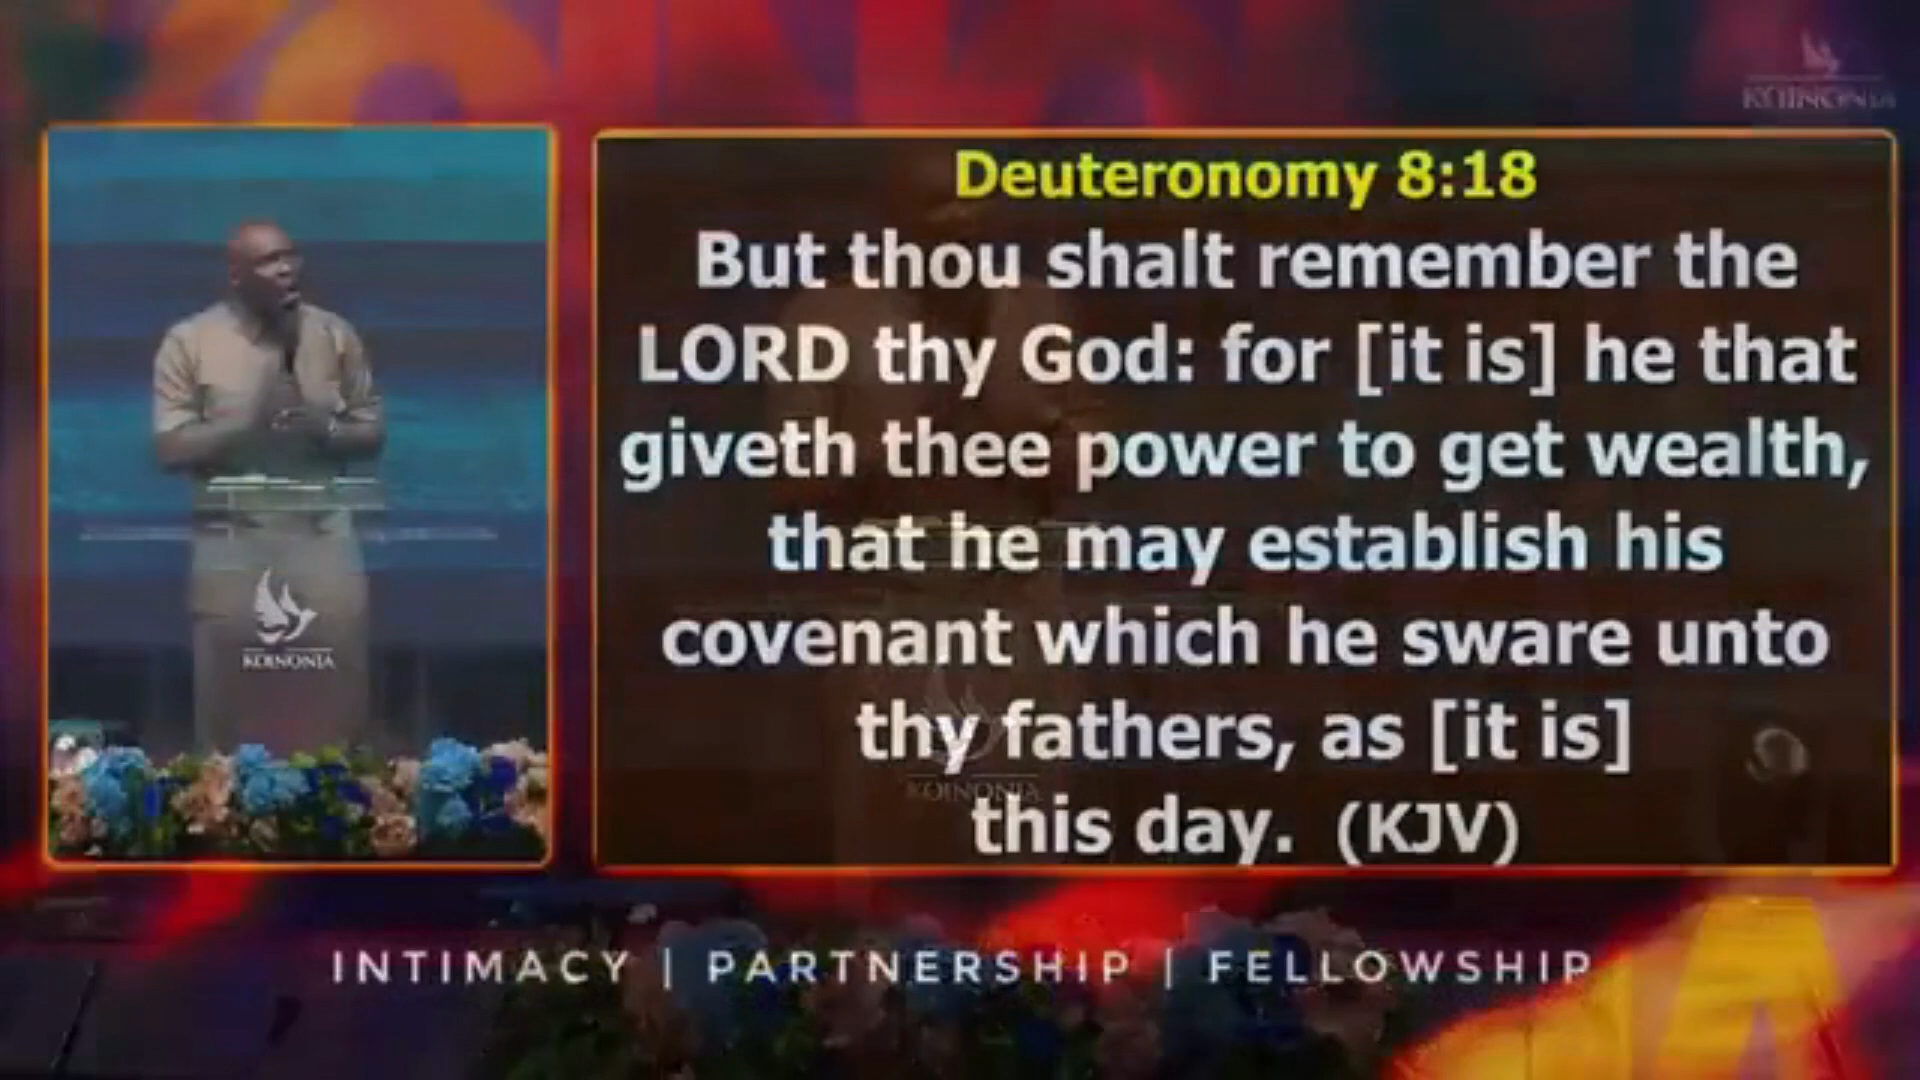 KOINONIA
Deuteronomy 8:18
But thou shalt remember the
LORD thy God: for [it is] he that
giveth thee power to get wealth,
that he may establish his
covenant which he sware unto
thy fathers, as [it is]
this day. (KJV)
KOINONIA
KOINONIA
INTIMACY | PARTNERSHIP | FELLOWSHIP